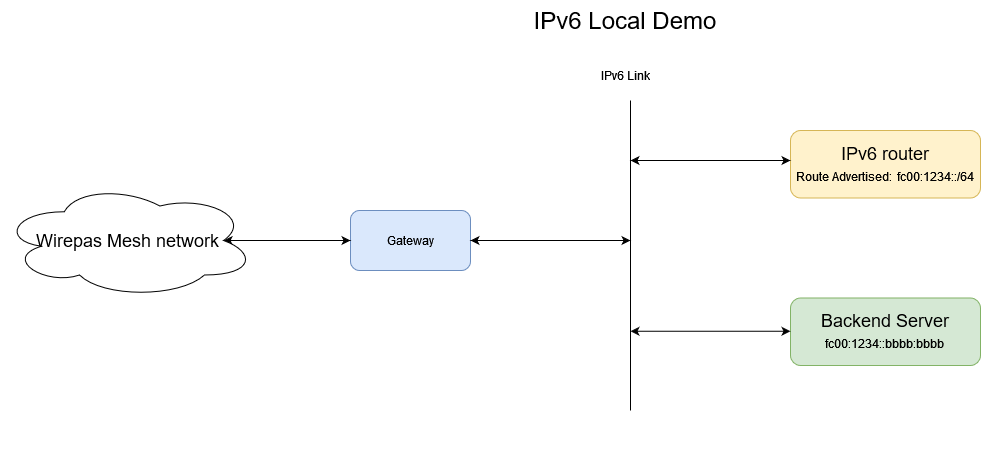 IPv6 Local Demo
IPv6 Link
IPv6 router
Route Advertised: fc00:1234::/64
Wirepas Mesh network
Gateway
Backend Server
fc00:1234::bbbb:bbbb